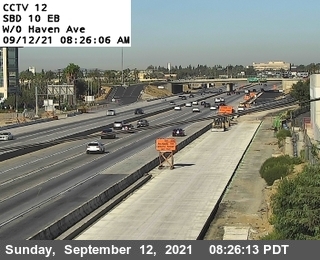 CCTV 12
SBD 10 EB
W/O Haven Ave
09/12/21 08:26:06 AM
Sunday, September 12, 2021 08:26:13 PDT